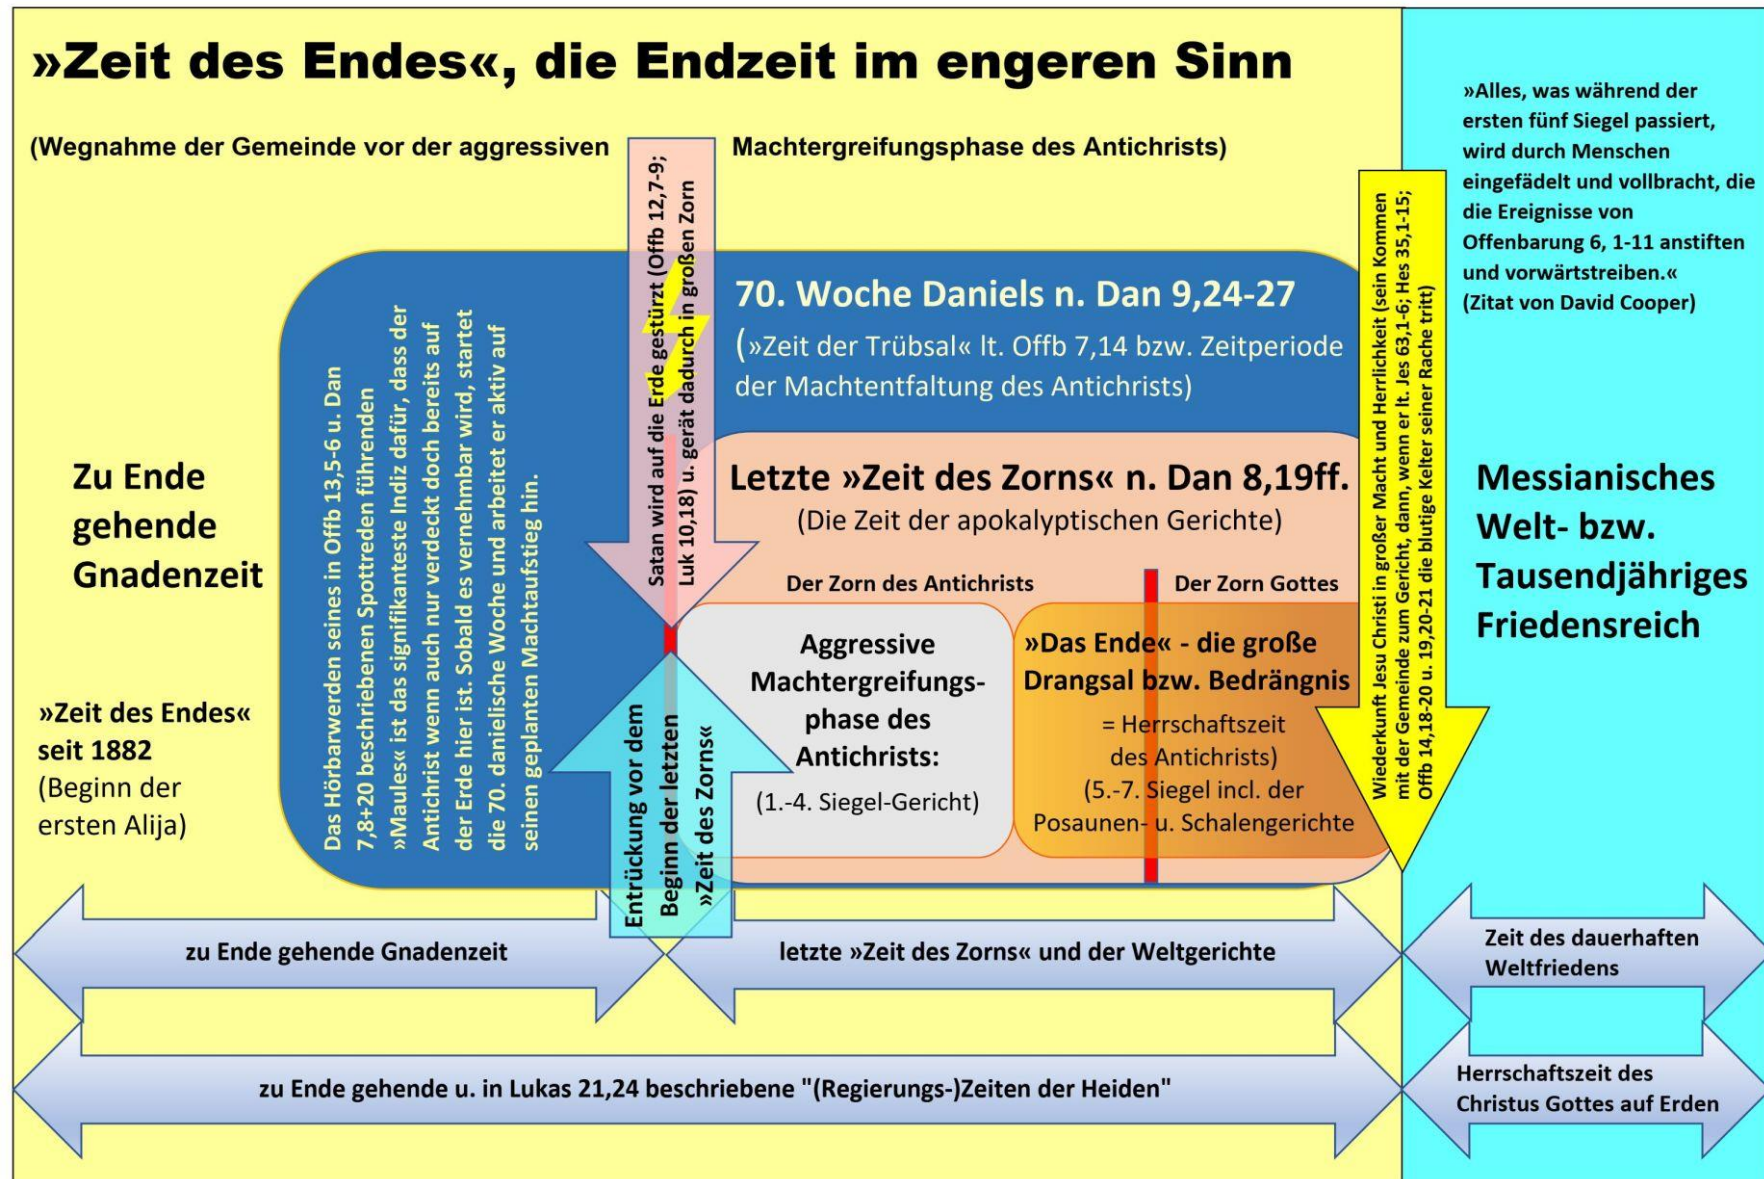 »Zeit des Endes«, die Endzeit im engeren Sinn
(Wegnahme der Gemeinde vor der aggressiven Machtergreifungsphase des Antichrists)
»Alles, was während der
ersten fünf Siegel passiert,
wird durch Menschen
eingefädelt und vollbracht, die
die Ereignisse von
Offenbarung 6, 1-11 anstiften
und vorwärtstreiben.«
(Zitat von David Cooper)
Zu Ende
gehende
Gnadenzeit
»Zeit des Endes«
seit 1882
(Beginn der
ersten Alija)
Das Hörbarwerden seines in Offb 13,5-6 u. Dan
7,8+20 beschriebenen Spottreden führenden
»Maules« ist das signifikanteste Indiz dafür, dass der
Antichrist wenn auch nur verdeckt doch bereits auf
der Erde hier ist. Sobald es vernehmbar wird, startet
die 70. danielische Woche und arbeitet er aktiv auf
seinen geplanten Machtaufstieg hin.
Satan wird auf die Erde gestürzt (Offb 12,7-9;
Luk 10,18) u. gerät dadurch in großen Zorn
70. Woche Daniels n. Dan 9,24-27
(»Zeit der Trübsal« lt. Offb 7,14 bzw. Zeitperiode
der Machtentfaltung des Antichrists)
Letzte »Zeit des Zorns« n. Dan 8,19ff.
(Die Zeit der apokalyptischen Gerichte)
Der Zorn des Antichrists
Der Zorn Gottes
Aggressive
Machtergreifungs-
phase des
Antichrists:
(1.-4. Siegel-Gericht)
»Das Ende« - die große
Drangsal bzw. Bedrängnis
= Herrschaftszeit
des Antichrists)
(5.-7. Siegel incl. der
Posaunen- u. Schalengerichte
Entrückung vor dem
Beginn der letzten
»Zeit des Zorns«
Wiederkunft Jesu Christi in großer Macht und Herrlichkeit (sein Kommen
mit der Gemeinde zum Gericht, dann, wenn er lt. Jes 63,1-6; Hes 35,1-15;
Offb 14,18-20 u. 19,20-21 die blutige Kelter seiner Rache tritt)
Messianisches
Welt- bzw.
Tausendjähriges
Friedensreich
zu Ende gehende Gnadenzeit
letzte »Zeit des Zorns« und der Weltgerichte
Zeit des dauerhaften
Weltfriedens
zu Ende gehende u. in Lukas 21,24 beschriebene "(Regierungs-)Zeiten der Heiden"
Herrschaftszeit des
Christus Gottes auf Erden